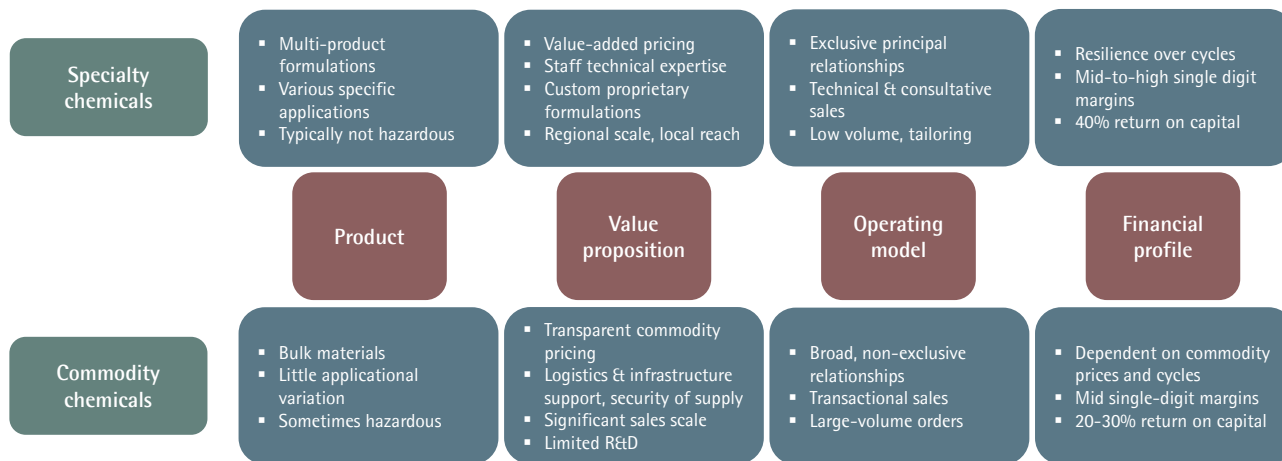 Specialty
chemicals
Multi-product
formulations
Various specific
applications
Typically not hazardous
Value-added pricing
Staff technical expertise
Custom proprietary
formulations
Regional scale, local reach
Exclusive principal
relationships
Technical & consultative
sales
Low volume, tailoring
Resilience over cycles
Mid-to-high single digit
margins
40% return on capital
Product
Value
proposition
Operating
model
Financial
profile
Commodity
chemicals
Bulk materials
Little applicational
variation
Sometimes hazardous
Transparent commodity
pricing
Logistics & infrastructure
support, security of supply
Significant sales scale
Limited R&D
Broad, non-exclusive
relationships
Transactional sales
Large-volume orders
Dependent on commodity
prices and cycles
Mid single-digit margins
20-30% return on capital